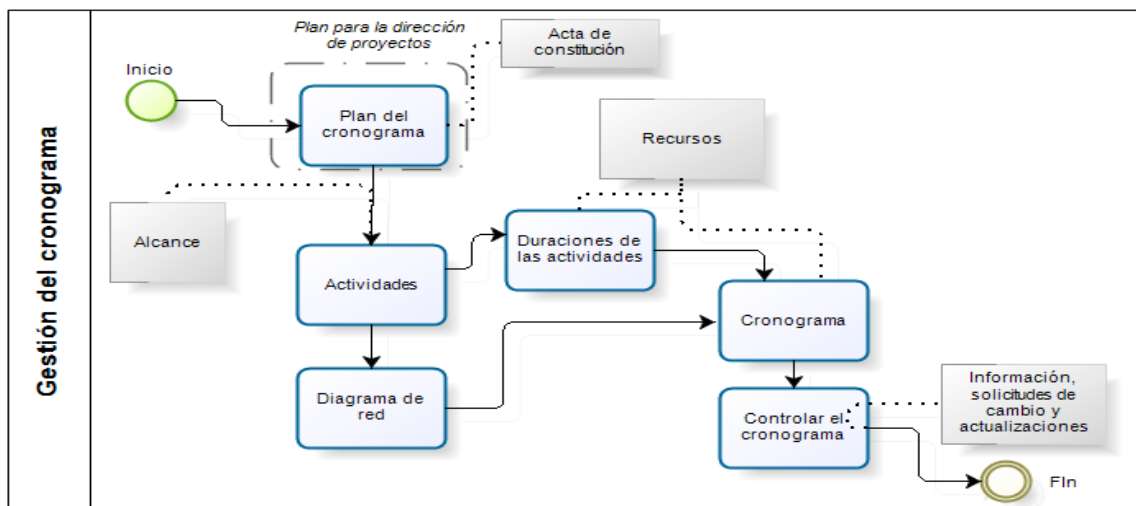 Gestión del cronograma
Plan para la dirección
de proyectos
Acta de
constitución
Inicio
Plan del
cronograma
Recursos
Alcance
Duraciones de
las actividades
Actividades
Cronograma
Diagrama de
red
Controlar el
cronograma
Información,
solicitudes de
cambio y
actualizaciones
FIn